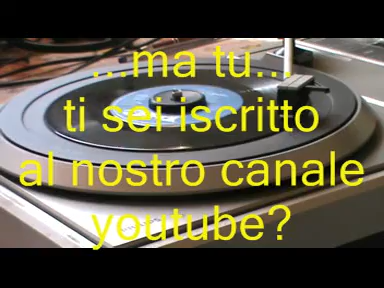 ...ma tu...
ti sei iscritto
al nostro canale
youtube?